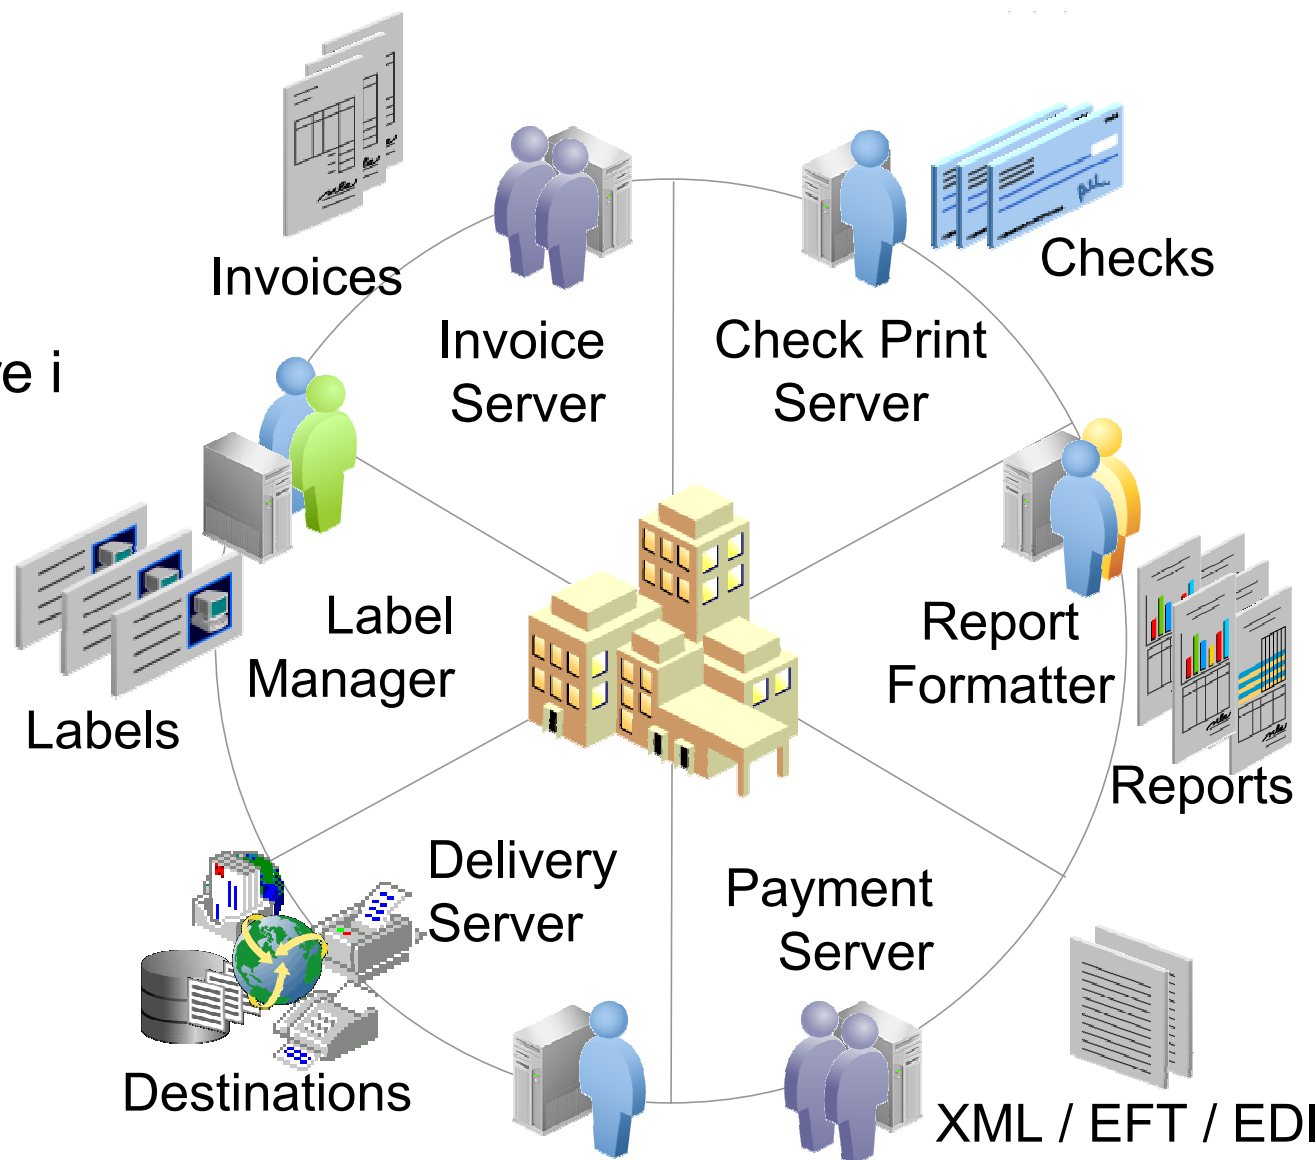 Invoices
Checks
Invoice
Server
Check Print
Server
e i
Label
Manager
Labels
Report
Formatter
Reports
Delivery
Server
Payment
Server
Destinations
XML / EFT / EDI